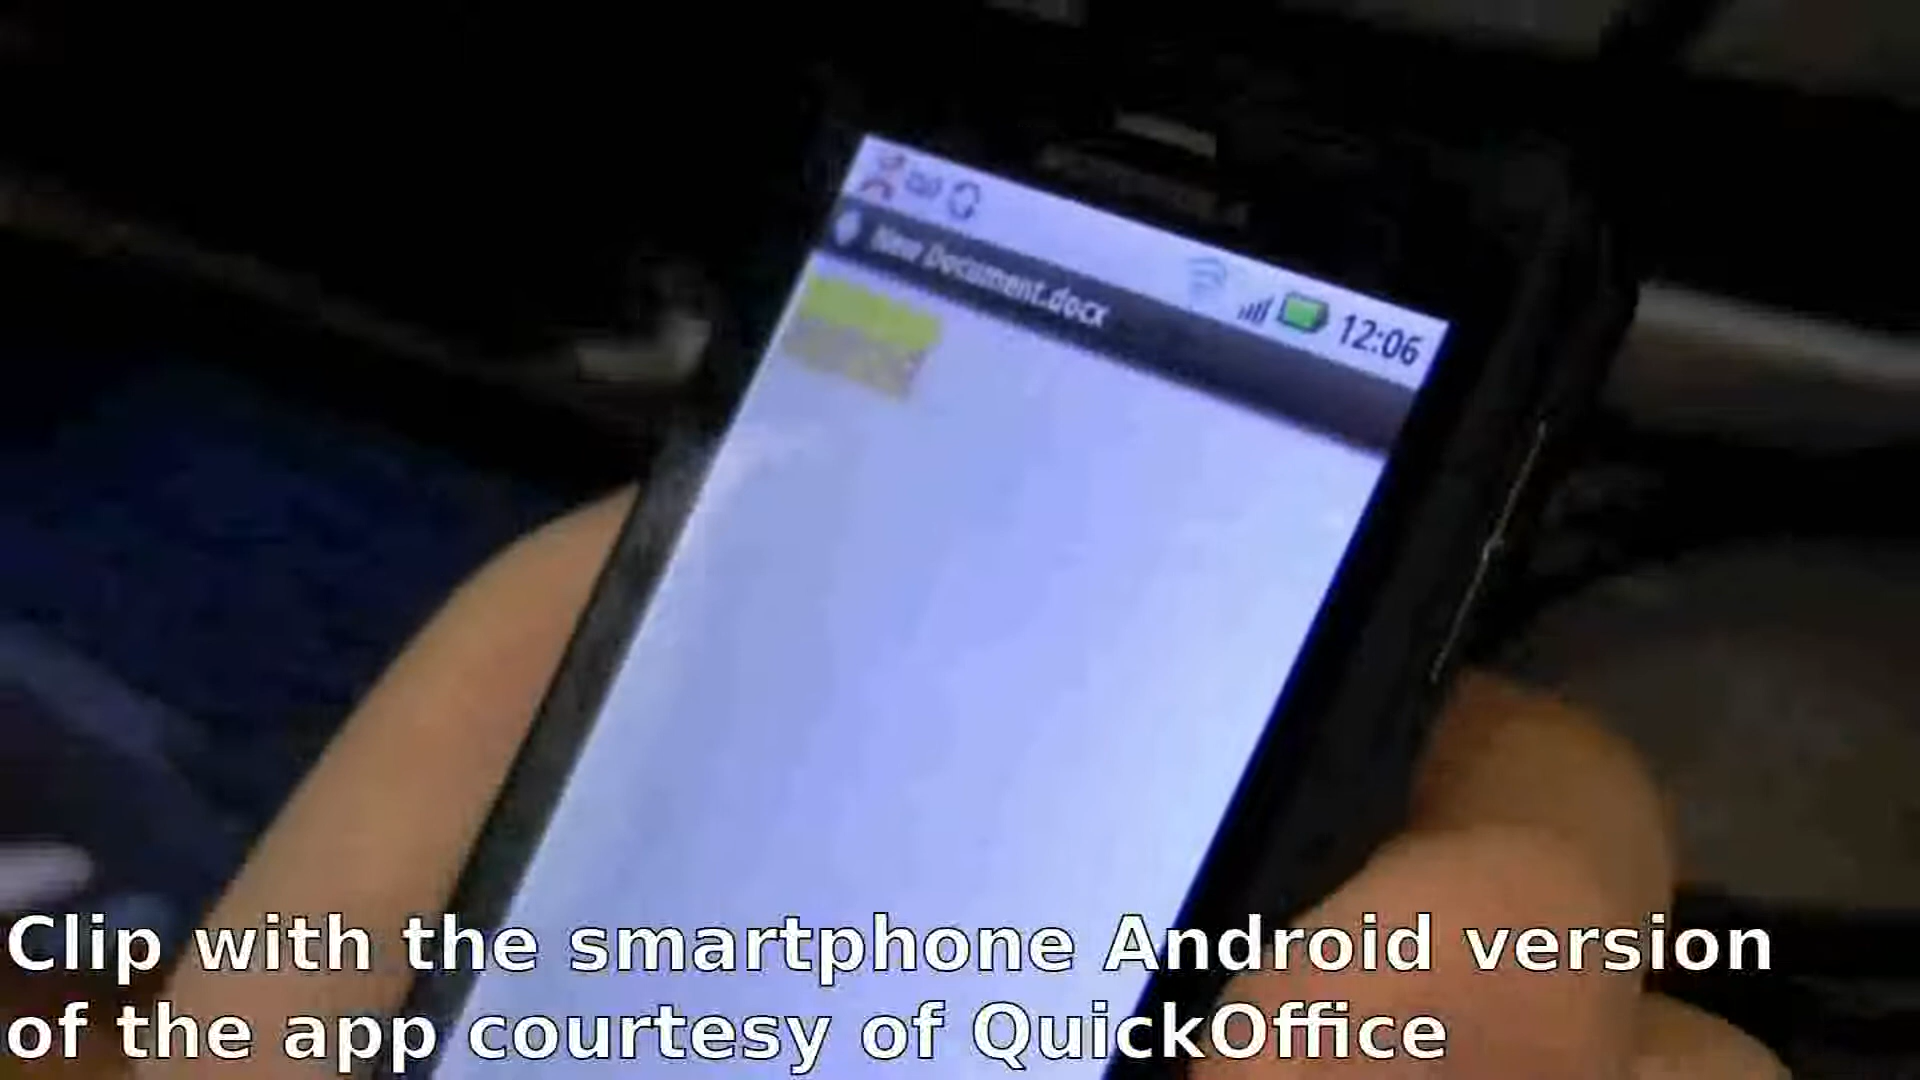 12:06
New Document.docx
Clip with the smartphone Android version
of the app courtesy of QuickOffice